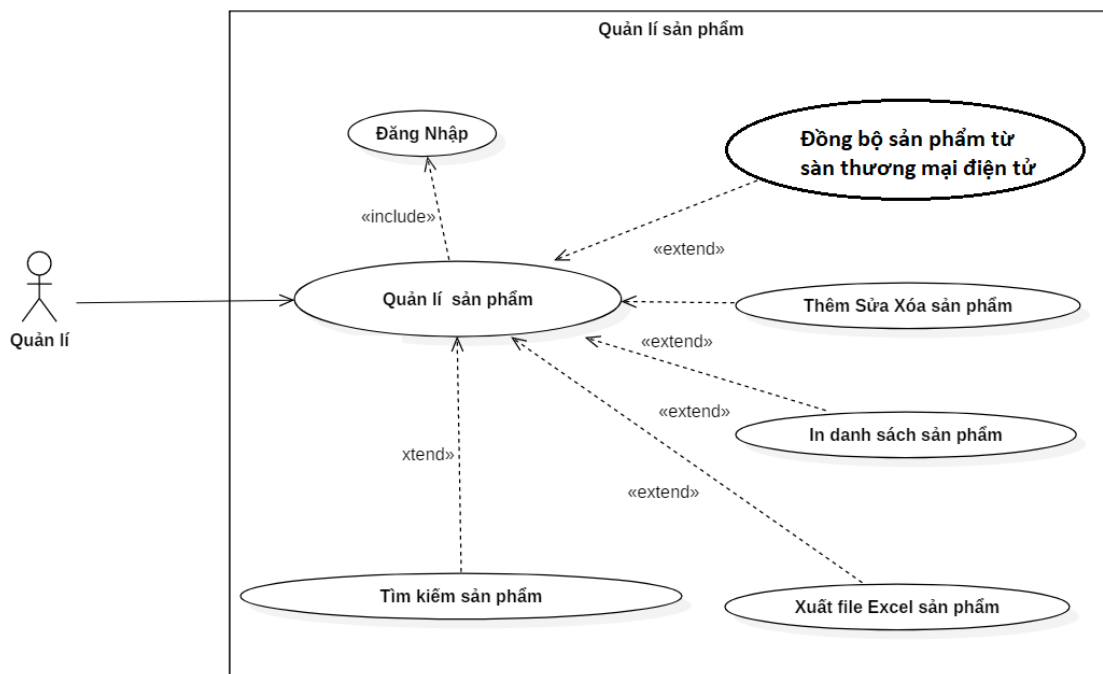 Quản lí sản phẩm
Đăng Nhập
Đồng bộ sản phẩm từ
sàn thương mại điện tử
«include»
«extend»
Quản lí sản phẩm
Thêm Sửa Xóa sản phẩm
Quản lí
«extend»
«extend»
In danh sách sản phẩm
xtend»
«extend»
Tìm kiếm sản phẩm
Xuất file Excel sản phẩm